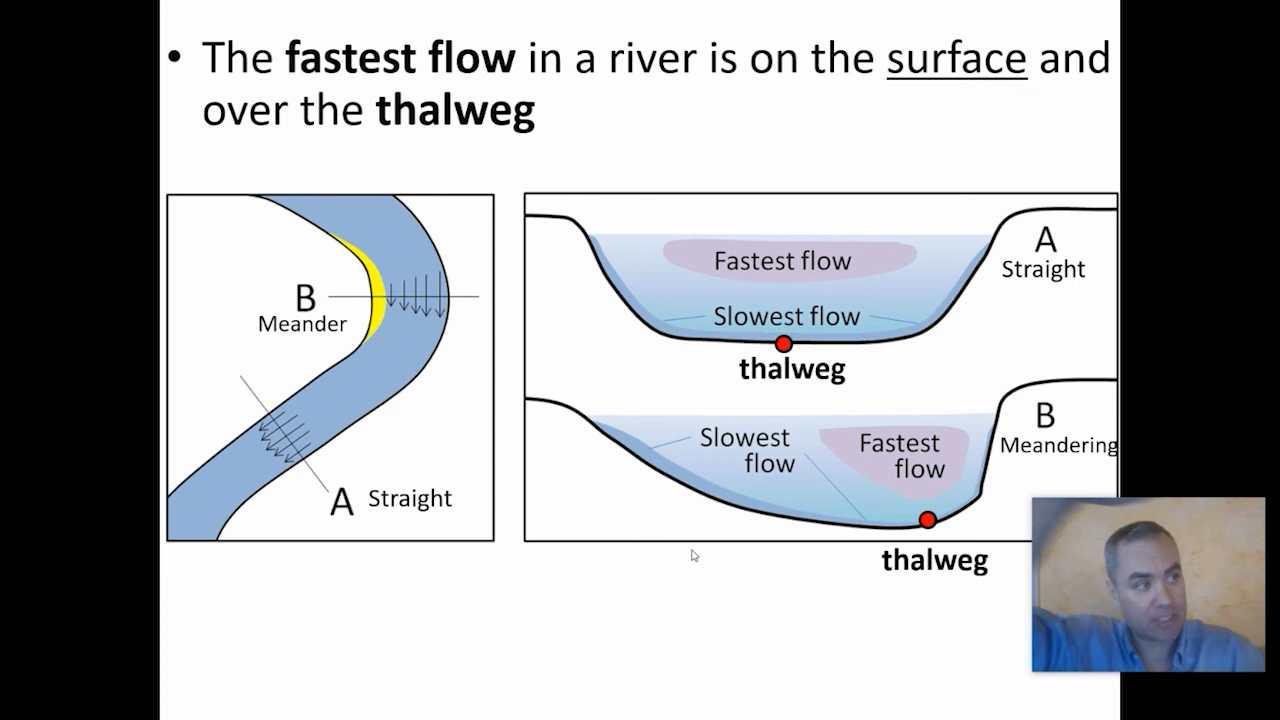 • The fastest flow in a river is on the surface and
over the thalweg
B
Meander
A Straight
Fastest flow
Slowest flow
thalweg
A
Straight
Slowest
flow
Fastest
flow
thalweg
B
Meandering